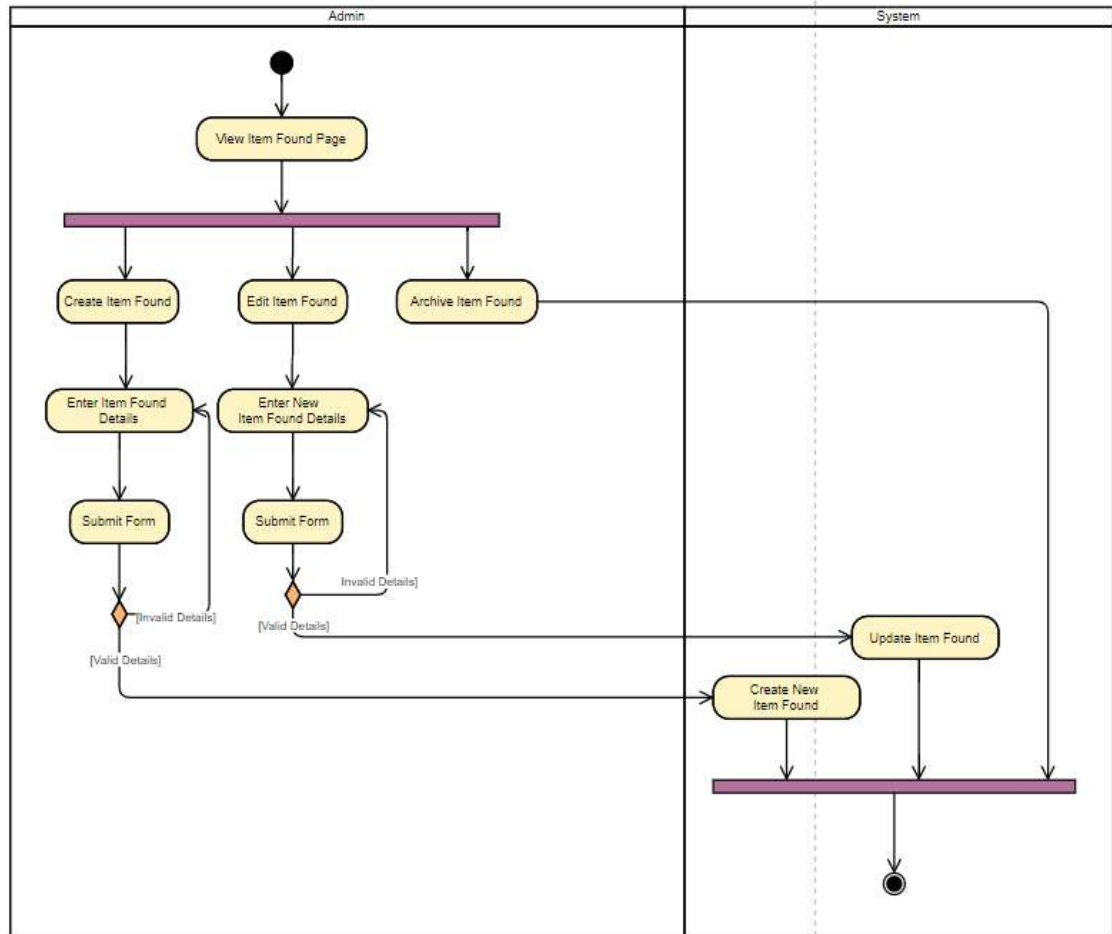 Admin
System
View Item Found Page
Create Item Found
Edit Item Found
Archive Item Found
Enter Item Found
Details
Enter New
Item Found Details
Submit Form
Submit Form
Invalid Details]
[Invalid Details]
[Valid Details]
Update Item Found
[Valid Details]
Create New
Item Found